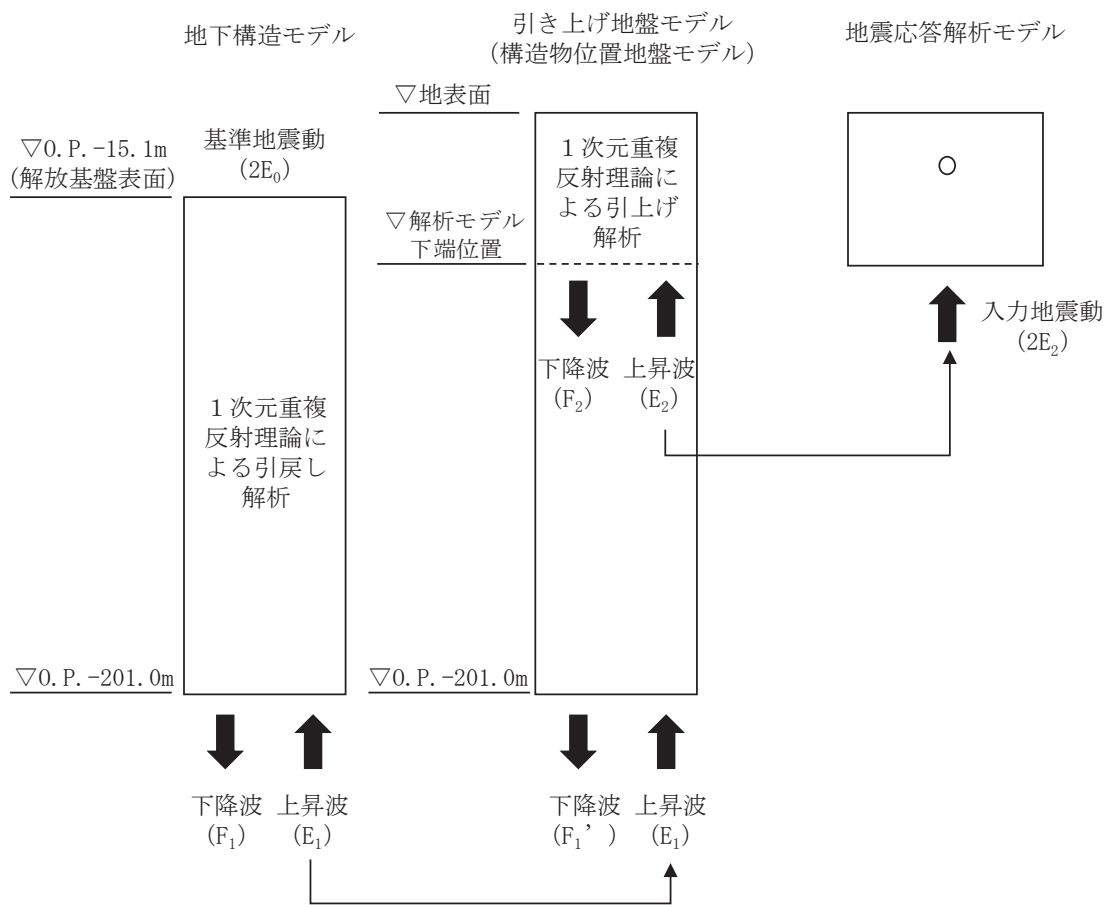 地下構造モデル
▽O.P.-15.1m
(解放基盤表面)
基準地震動
(2E₀)
1次元重複
反射理論に
よる引戻し
解析
▽O.P.-201.0m
下降波
(F₁)
上昇波
(E₁)
引き上げ地盤モデル
(構造物位置地盤モデル)
▽地表面
1次元重複
反射理論に
よる引上げ
解析
▽解析モデル
下端位置
下降波
(F₂)
上昇波
(E₂)
▽O.P.-201.0m
下降波
(F₁’)
上昇波
(E₁)
地震応答解析モデル
入力地震動
(2E₂)